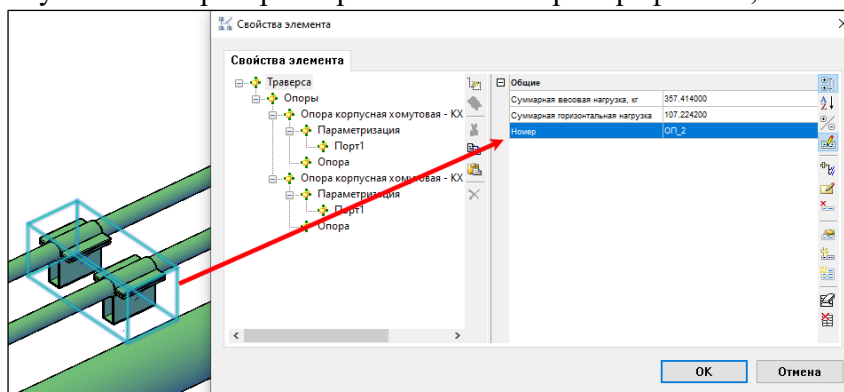 Свойства элемента
Свойства элемента
Траверса
Опоры
Опора корпусная хомутовая - КХ
Параметризация
Порт1
Опора
Опора корпусная хомутовая - КХ
Параметризация
Порт1
Опора
Общие
Суммарная весовая нагрузка, кг 357.414000
Суммарная горизонтальная нагрузка 107.224200
Номер ОП_2
OK Отмена